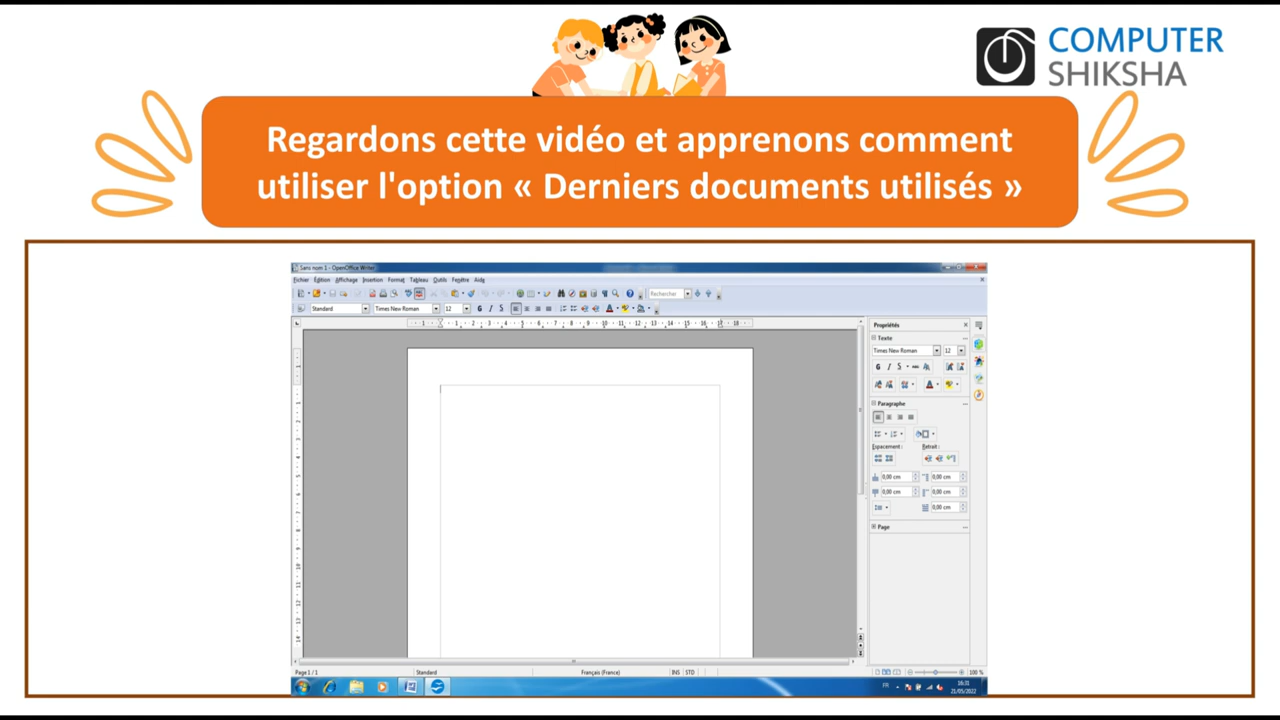 COMPUTER
SHIKSHA
Regardons cette vidéo et apprenons comment
utiliser l'option « Derniers documents utilisés »
Sans nom 1 - OpenOffice Writer
Fichier Édition Affichage Insertion Format Tableau Outils Fenêtre Aide
Rechercher
Standard Times New Roman 12 G I S
Propriétés
Texte
Times New Roman 12
G I S
Paragraphe
Espacement : Retrait :
0,00 cm 0,00 cm
0,00 cm 0,00 cm
0,00 cm
Page
Page 1 / 1 Standard Français (France) INS STD 100 %
FR 16:31
21/05/2022